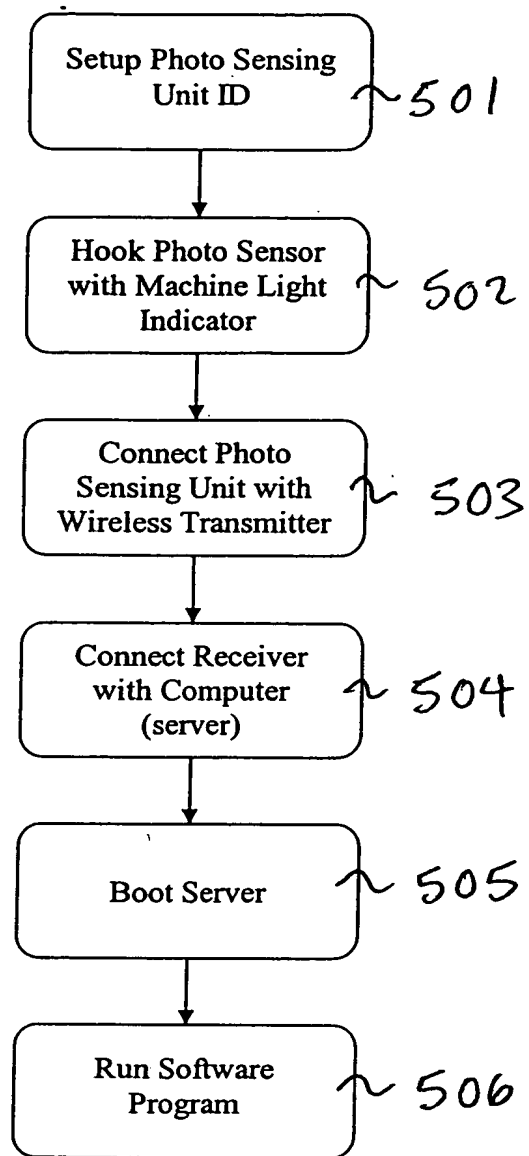 Setup Photo Sensing
Unit ID
501
Hook Photo Sensor
with Machine Light
Indicator
502
Connect Photo
Sensing Unit with
Wireless Transmitter
503
Connect Receiver
with Computer
(server)
504
Boot Server
505
Run Software
Program
506